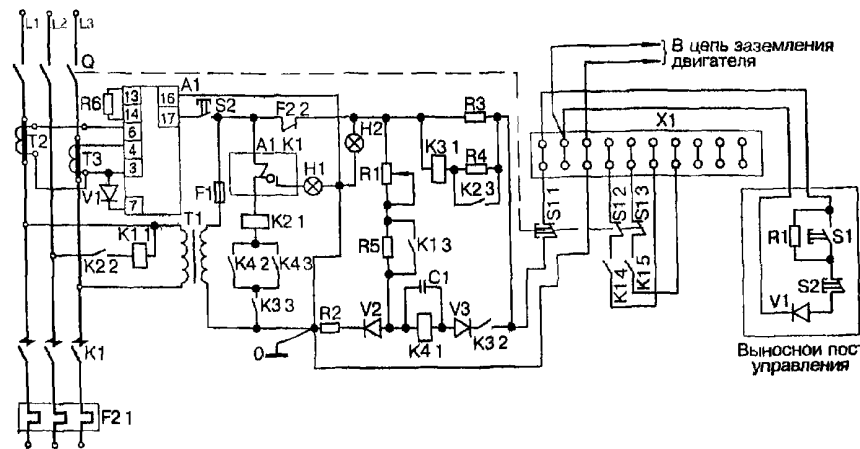 L1 L2 L3
Q
В цепь заземления
двигателя
A1
13
14
6
4
3
7
16
17
R6
S2
F2 2
H2
R3
X1
T2
T3
A1
K1
H1
R1
K3 1
R4
K2 3
V1
F1
T1
K1 1
K2 2
K2 1
K4 2
K4 3
K3 3
R5
K1 3
C1
S1 1
S1 2
S1 3
K1 4
K1 5
R1
S1
S2
V1
0
R2
V2
K4 1
V3
K3 2
K1
Выносной пост
управления
F2 1